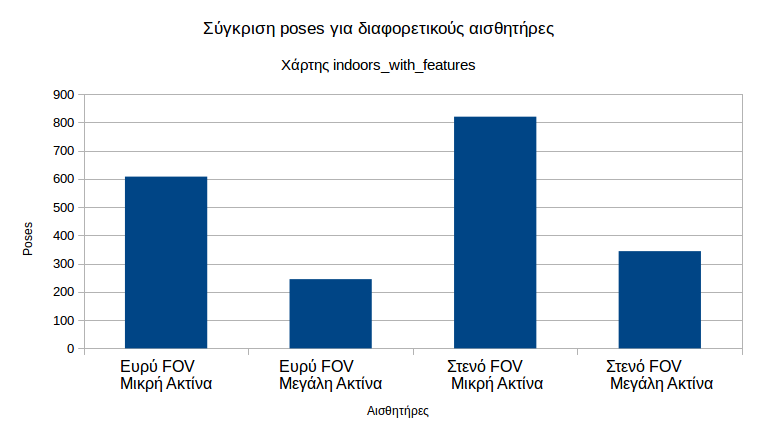 Σύγκριση poses για διαφορετικούς αισθητήρες
Χάρτης indoors_with_features
900
800
700
600
500
400
300
200
100
0
Poses
Ευρύ FOV
Μικρή Ακτίνα
Ευρύ FOV
Μεγάλη Ακτίνα
Στενό FOV
Μικρή Ακτίνα
Στενό FOV
Μεγάλη Ακτίνα
Αισθητήρες